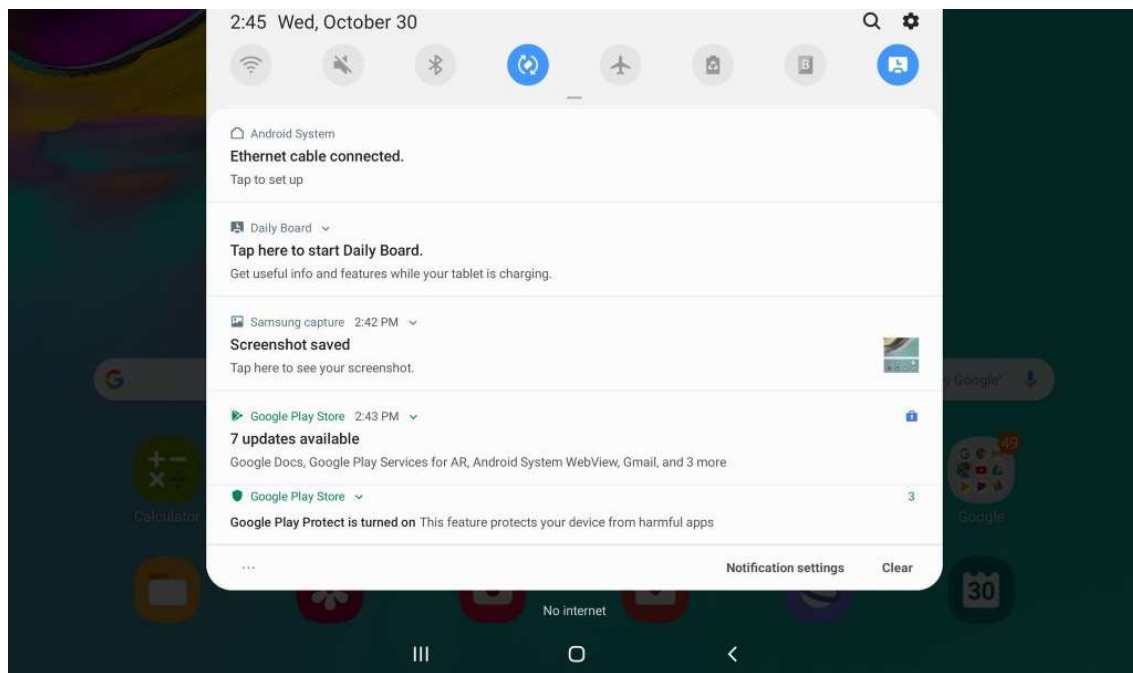 2:45 Wed, October 30
Android System
Ethernet cable connected.
Tap to set up
Daily Board
Tap here to start Daily Board.
Get useful info and features while your tablet is charging.
Samsung capture 2:42 PM
Screenshot saved
Tap here to see your screenshot.
Google Play Store 2:43 PM
7 updates available
Google Docs, Google Play Services for AR, Android System WebView, Gmail, and 3 more
Google Play Store 3
Google Play Protect is turned on This feature protects your device from harmful apps
Notification settings Clear
G
Google"
49
Calculator
Google
30
No internet